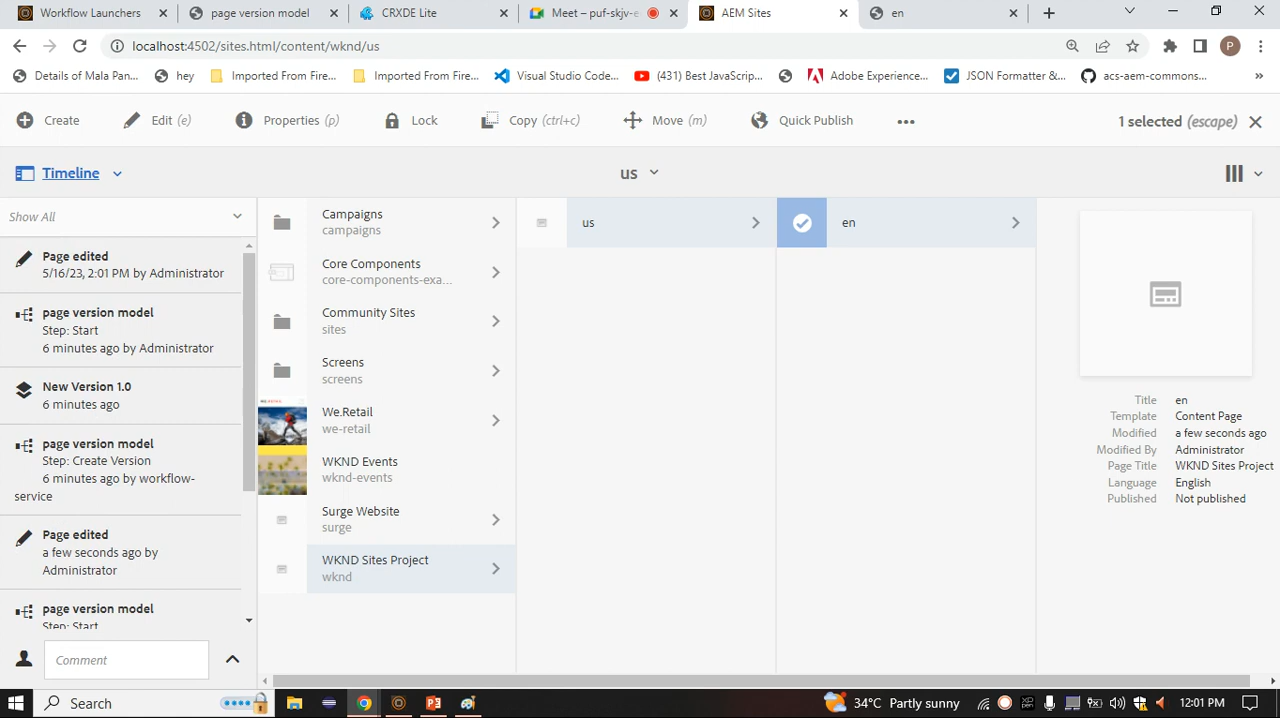 Workflow Launchers
page version model
CRXDE Lite
Meet – puf-skjv-e
AEM Sites
en
localhost:4502/sites.html/content/wknd/us
P
Details of Mala Pan...
hey
Imported From Fire...
Imported From Fire...
Visual Studio Code...
(431) Best JavaScrip...
Adobe Experience...
JSON Formatter &...
acs-aem-commons...
»
Create
Edit (e)
Properties (p)
Lock
Copy (ctrl+c)
Move (m)
Quick Publish
1 selected (escape)
Timeline
us
Show All
Page edited
5/16/23, 2:01 PM by Administrator
page version model
Step: Start
6 minutes ago by Administrator
New Version 1.0
6 minutes ago
page version model
Step: Create Version
6 minutes ago by workflow-
service
Page edited
a few seconds ago by
Administrator
page version model
Step: Start
Comment
Campaigns
campaigns
Core Components
core-components-exa...
Community Sites
sites
Screens
screens
We.Retail
we-retail
WKND Events
wknd-events
Surge Website
surge
WKND Sites Project
wknd
us
en
Title en
Template Content Page
Modified a few seconds ago
Modified By Administrator
Page Title WKND Sites Project
Language English
Published Not published
Search
34°C Partly sunny
12:01 PM